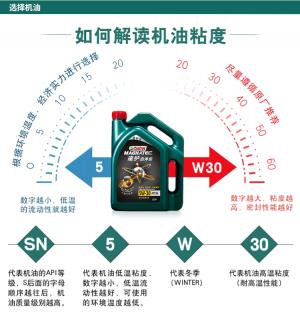 选择机油
如何解读机油粘度
根据环境温度、经济实力进行选择
尽量遵循原厂推荐
0
5
10
15
20
20
30
40
50
60
5
W30
Castrol
MAGNATEC
磁护
数字越小、低温
的流动性就越好
数字越大、粘度越
高、密封性能越好
SN
5
W
30
代表机油的API等
级，S后面的字母
顺序越往后，机
油质量级别越高。
代表机油低温粘度，
数字越小，低温流
动性越好，可使用
的环境温度越低。
代表冬季
(WINTER)
代表机油高温粘度
(耐高温性能)